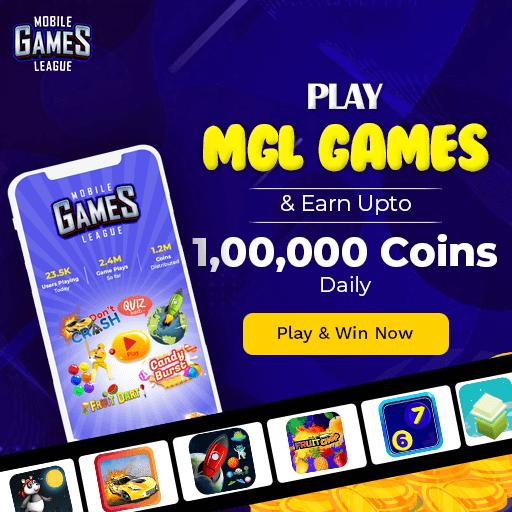 MOBILE
GAMES
LEAGUE
PLAY
MGL GAMES
& Earn Upto
1,00,000 Coins
Daily
Play & Win Now
MOBILE
GAMES
LEAGUE
23.5K
Users Playing
Today
2.4M
Game Plays
So far
1.2M
Coins
Distributed
Don't
CRASH
QUIZ
Play
Candy
Burst
FRUIT DART
FRUIT
CHOP
7
6